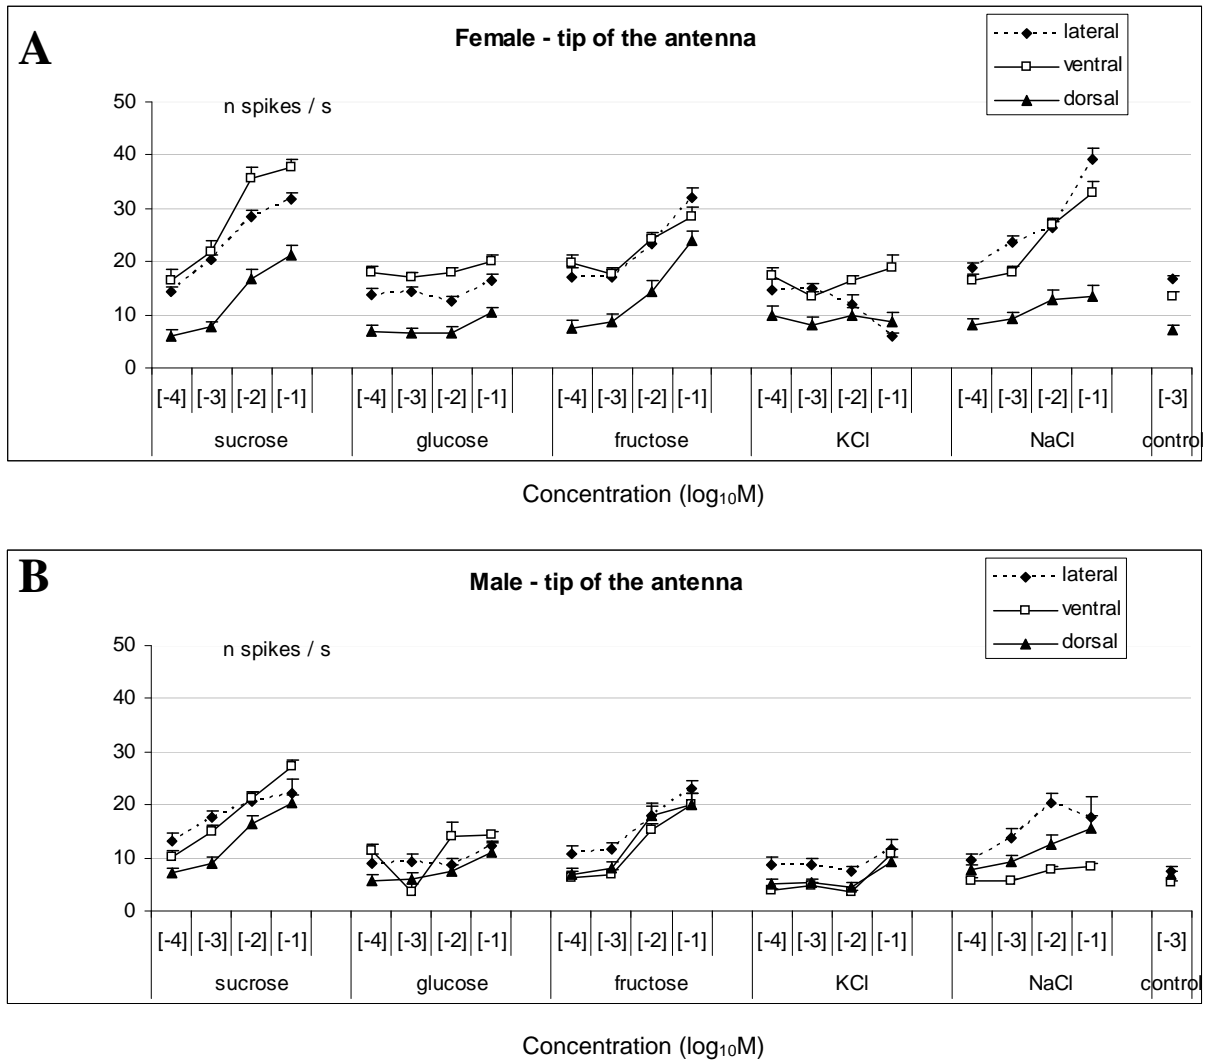 A
Female - tip of the antenna
lateral
ventral
dorsal
n spikes / s
50
40
30
20
10
0
[-4] [-3] [-2] [-1] [-4] [-3] [-2] [-1] [-4] [-3] [-2] [-1] [-4] [-3] [-2] [-1] [-4] [-3] [-2] [-1] [-3]
sucrose glucose fructose KCl NaCl control
Concentration (log₁₀M)
B
Male - tip of the antenna
lateral
ventral
dorsal
n spikes / s
50
40
30
20
10
0
[-4] [-3] [-2] [-1] [-4] [-3] [-2] [-1] [-4] [-3] [-2] [-1] [-4] [-3] [-2] [-1] [-4] [-3] [-2] [-1] [-3]
sucrose glucose fructose KCl NaCl control
Concentration (log₁₀M)